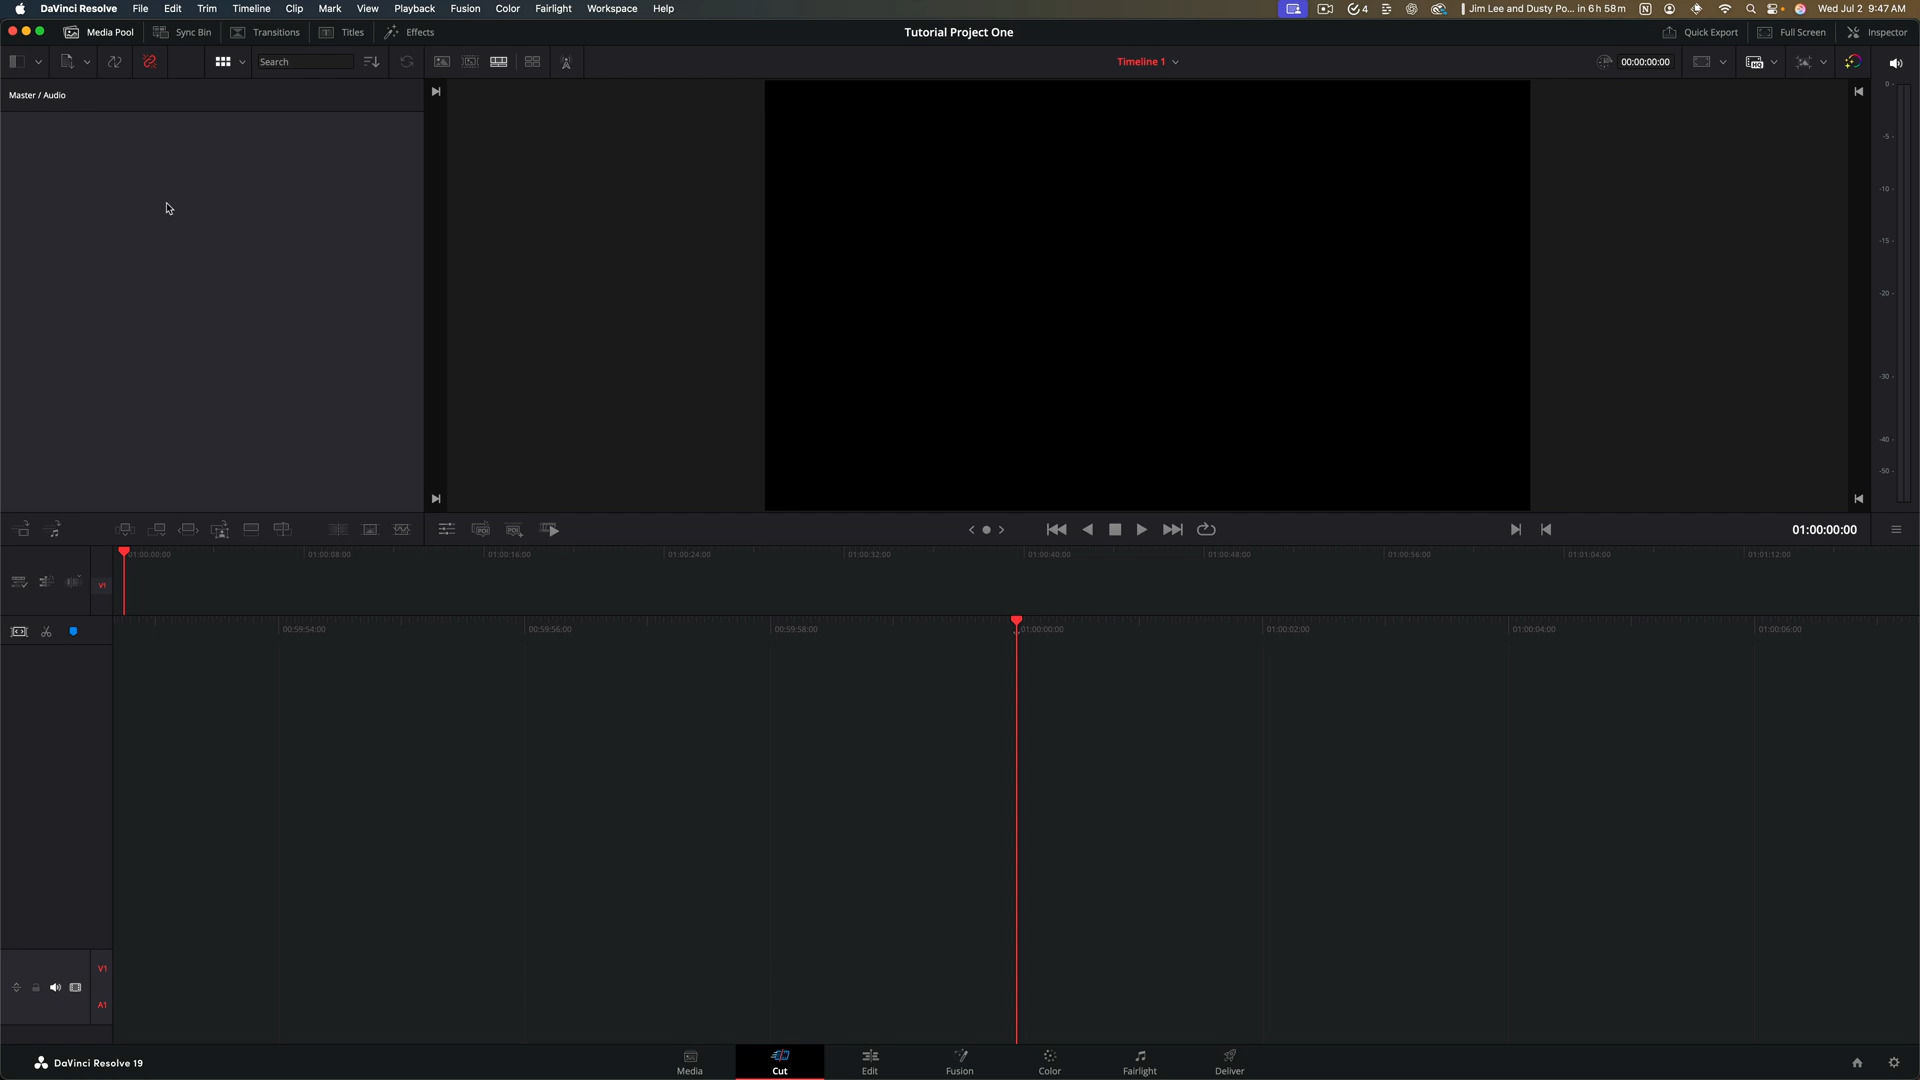 DaVinci Resolve File Edit Trim Timeline Clip Mark View Playback Fusion Color Fairlight Workspace Help 4 Jim Lee and Dusty Po... in 6 h 58 m Wed Jul 2 9:47 AM
Media Pool Sync Bin Transitions Titles Effects Tutorial Project One Quick Export Full Screen Inspector
Search Timeline 1 00:00:00:00
Master / Audio
0
-5
-10
-15
-20
-30
-40
-50
01:00:00:00
01:00:00:00 01:00:08:00 01:00:16:00 01:00:24:00 01:00:32:00 01:00:40:00 01:00:48:00 01:00:56:00 01:01:04:00 01:01:12:00
V1
00:59:54:00 00:59:56:00 00:59:58:00 01:00:00:00 01:00:02:00 01:00:04:00 01:00:06:00
V1
A1
DaVinci Resolve 19 Media Cut Edit Fusion Color Fairlight Deliver